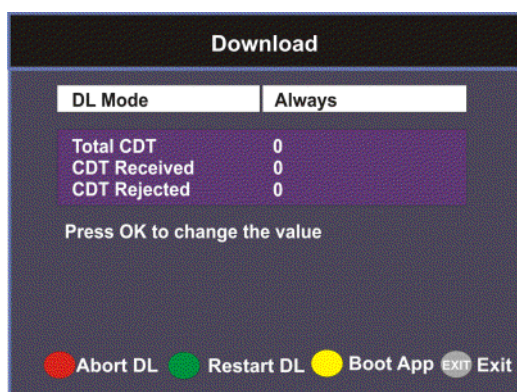 Download
DL Mode Always
Total CDT 0
CDT Received 0
CDT Rejected 0
Press OK to change the value
Abort DL Restart DL Boot App EXIT Exit